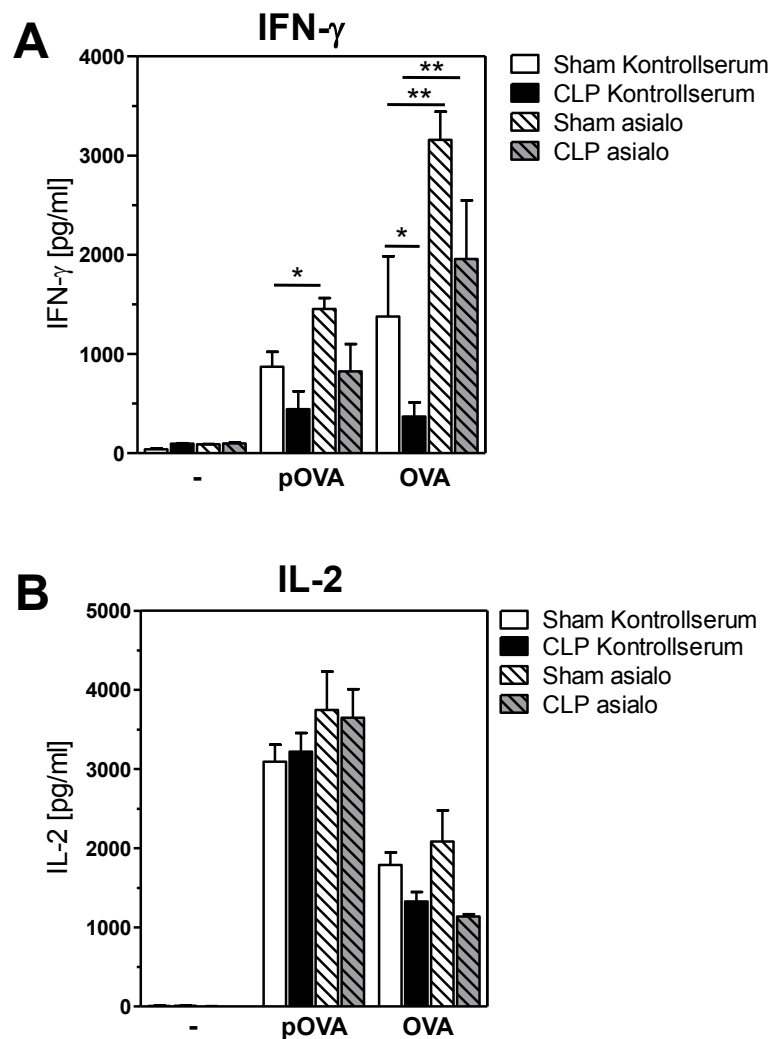 A
IFN-γ
4000
3000
2000
1000
0
IFN-γ [pg/ml]
*
*
**
**
-
pOVA
OVA
Sham Kontrollserum
CLP Kontrollserum
Sham asialo
CLP asialo
B
IL-2
5000
4000
3000
2000
1000
0
IL-2 [pg/ml]
-
pOVA
OVA
Sham Kontrollserum
CLP Kontrollserum
Sham asialo
CLP asialo